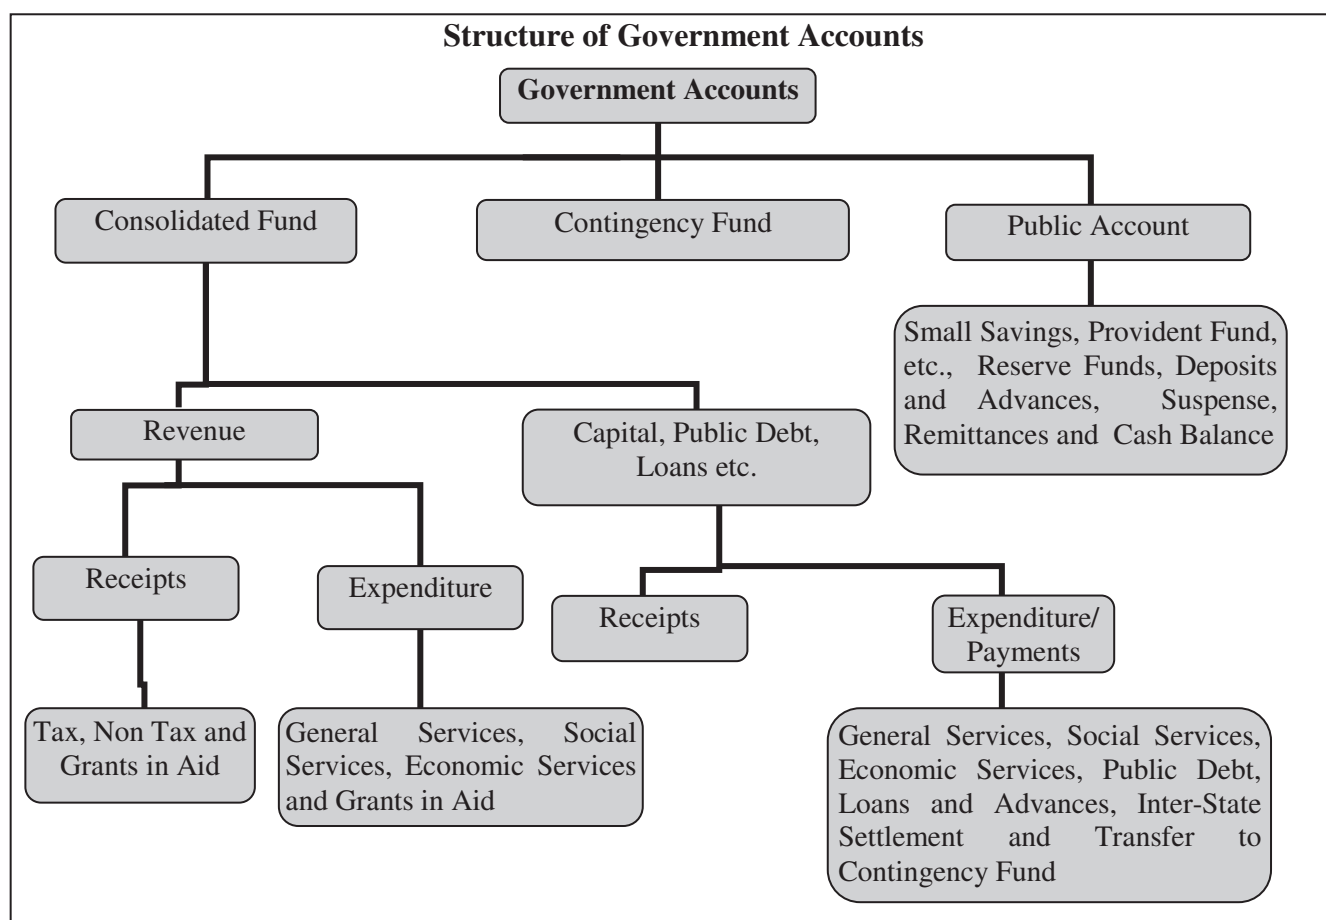 Structure of Government Accounts
Government Accounts
Consolidated Fund
Contingency Fund
Public Account
Small Savings, Provident Fund,
etc., Reserve Funds, Deposits
and Advances, Suspense,
Remittances and Cash Balance
Revenue
Capital, Public Debt,
Loans etc.
Receipts
Expenditure
Receipts
Expenditure/
Payments
Tax, Non Tax and
Grants in Aid
General Services, Social
Services, Economic Services
and Grants in Aid
General Services, Social Services,
Economic Services, Public Debt,
Loans and Advances, Inter-State
Settlement and Transfer to
Contingency Fund